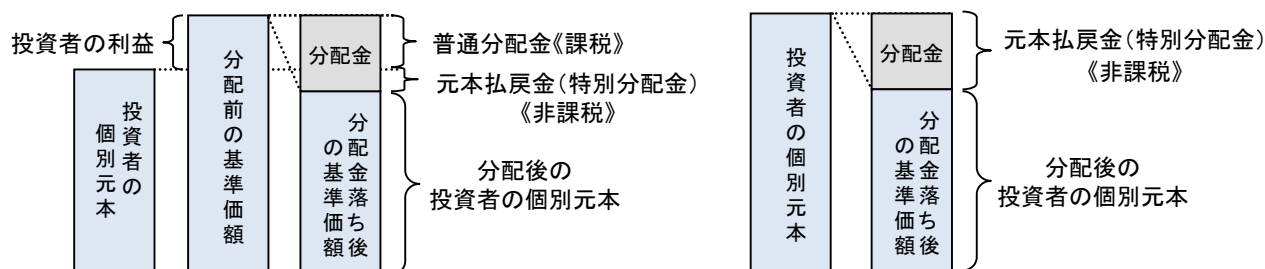 投資者の利益
投資者の
個別元本
分配前の基準価額
分配金
分配金落ち後
の基準価額
普通分配金《課税》
元本払戻金(特別分配金)
《非課税》
分配後の
投資者の個別元本
投資者の個別元本
分配金
分配金落ち後
の基準価額
元本払戻金(特別分配金)
《非課税》
分配後の
投資者の個別元本